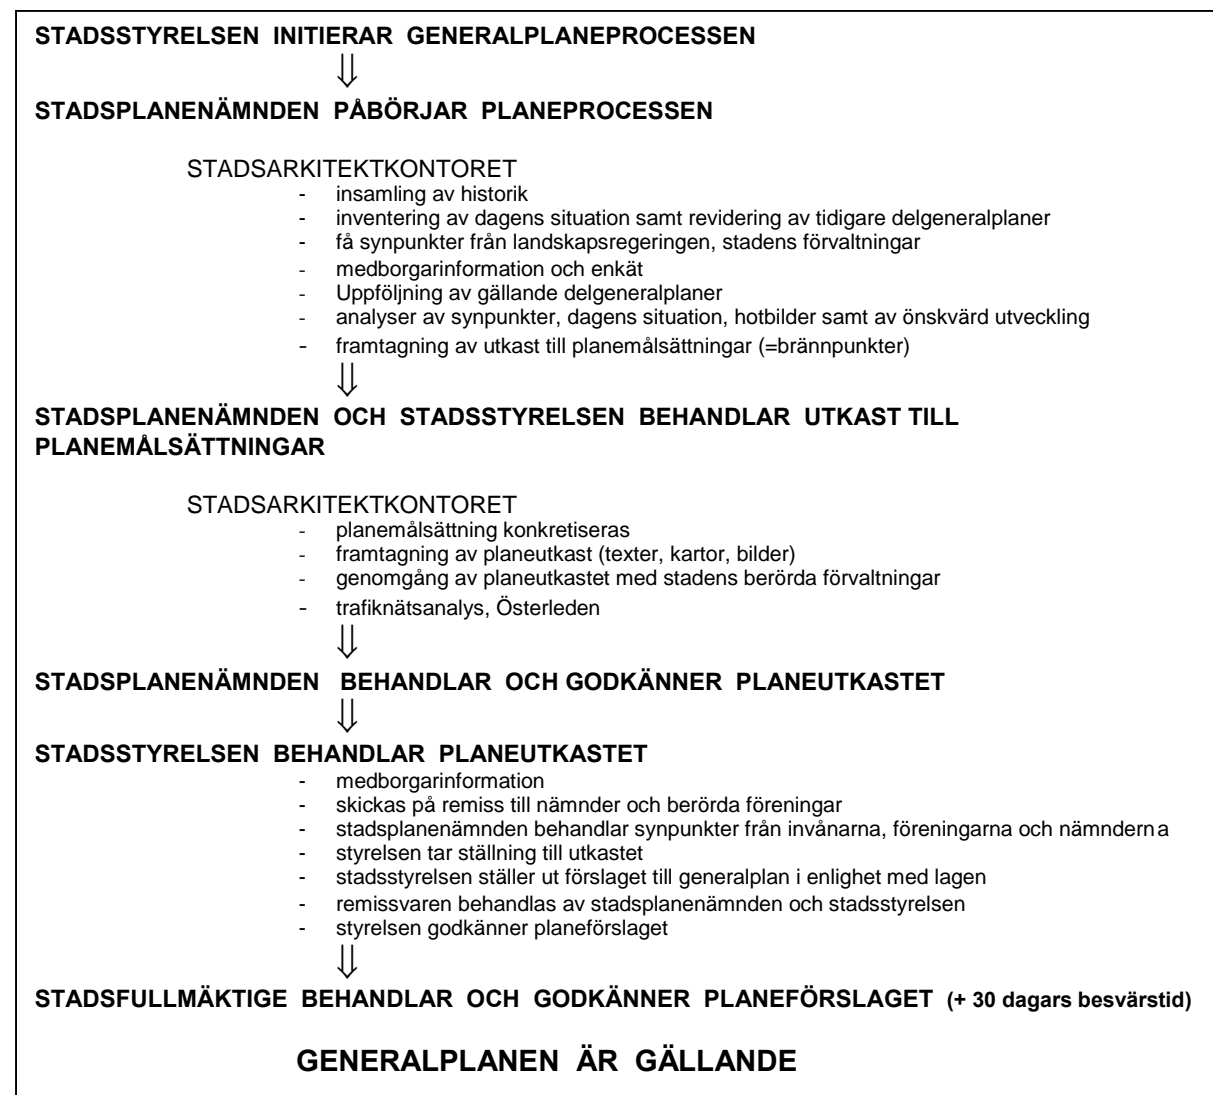 STADSSTYRELSEN INITIERAR GENERALPLANEPROCESSEN
⇓
STADSPLANENÄMNDEN PÅBÖRJAR PLANEPROCESSEN
STADSARKITEKTKONTORET
- insamling av historik
- inventering av dagens situation samt revidering av tidigare delgeneralplaner
- få synpunkter från landskapsregeringen, stadens förvaltningar
- medborgarinformation och enkät
- Uppföljning av gällande delgeneralplaner
- analyser av synpunkter, dagens situation, hotbilder samt av önskvärd utveckling
- framtagning av utkast till planemålsättningar (=brännpunkter)
⇓
STADSPLANENÄMNDEN OCH STADSSTYRELSEN BEHANDLAR UTKAST TILL
PLANEMÅLSÄTTNINGAR
STADSARKITEKTKONTORET
- planemålsättning konkretiseras
- framtagning av planeutkast (texter, kartor, bilder)
- genomgång av planeutkastet med stadens berörda förvaltningar
- trafiknätsanalys, Österleden
⇓
STADSPLANENÄMNDEN BEHANDLAR OCH GODKÄNNER PLANEUTKASTET
⇓
STADSSTYRELSEN BEHANDLAR PLANEUTKASTET
- medborgarinformation
- skickas på remiss till nämnder och berörda föreningar
- stadsplanenämnden behandlar synpunkter från invånarna, föreningarna och nämnderna
- styrelsen tar ställning till utkastet
- stadsstyrelsen ställer ut förslaget till generalplan i enlighet med lagen
- remissvaren behandlas av stadsplanenämnden och stadsstyrelsen
- styrelsen godkänner planeförslaget
⇓
STADSFULLMÄKTIGE BEHANDLAR OCH GODKÄNNER PLANEFÖRSLAGET (+ 30 dagars besvärstid)
GENERALPLANEN ÄR GÄLLANDE